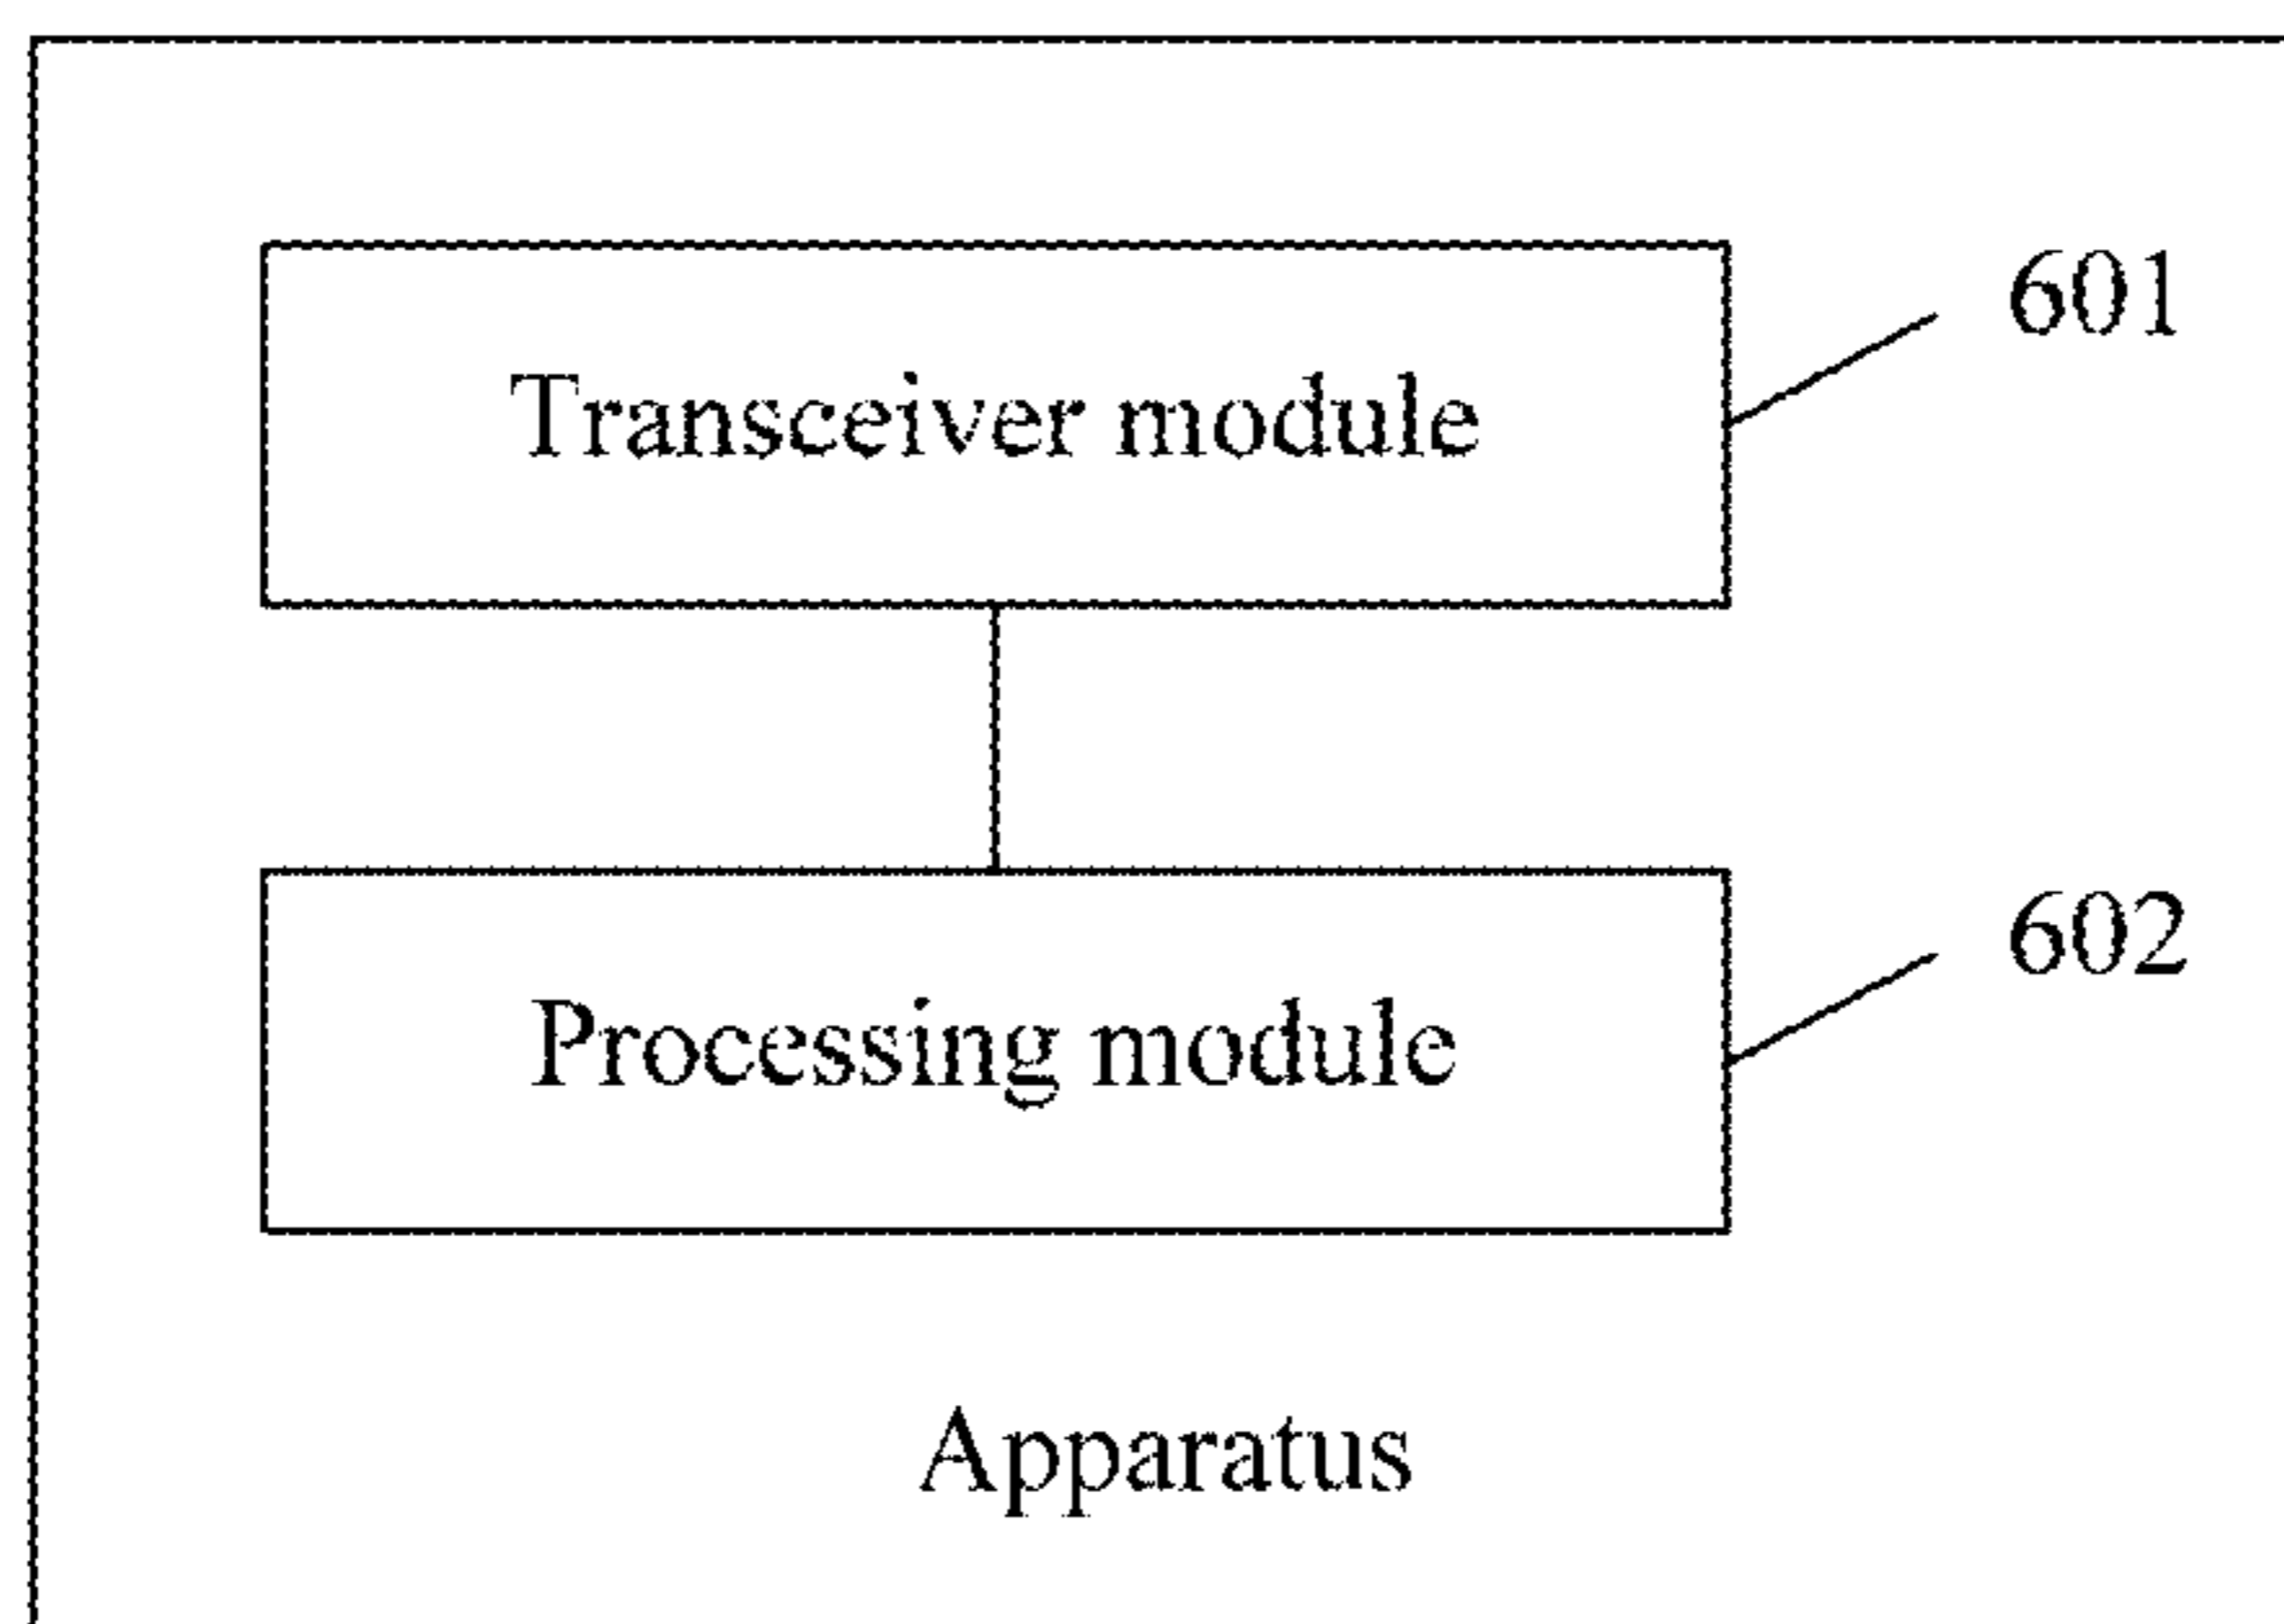 601
Transceiver module
602
Processing module
Apparatus